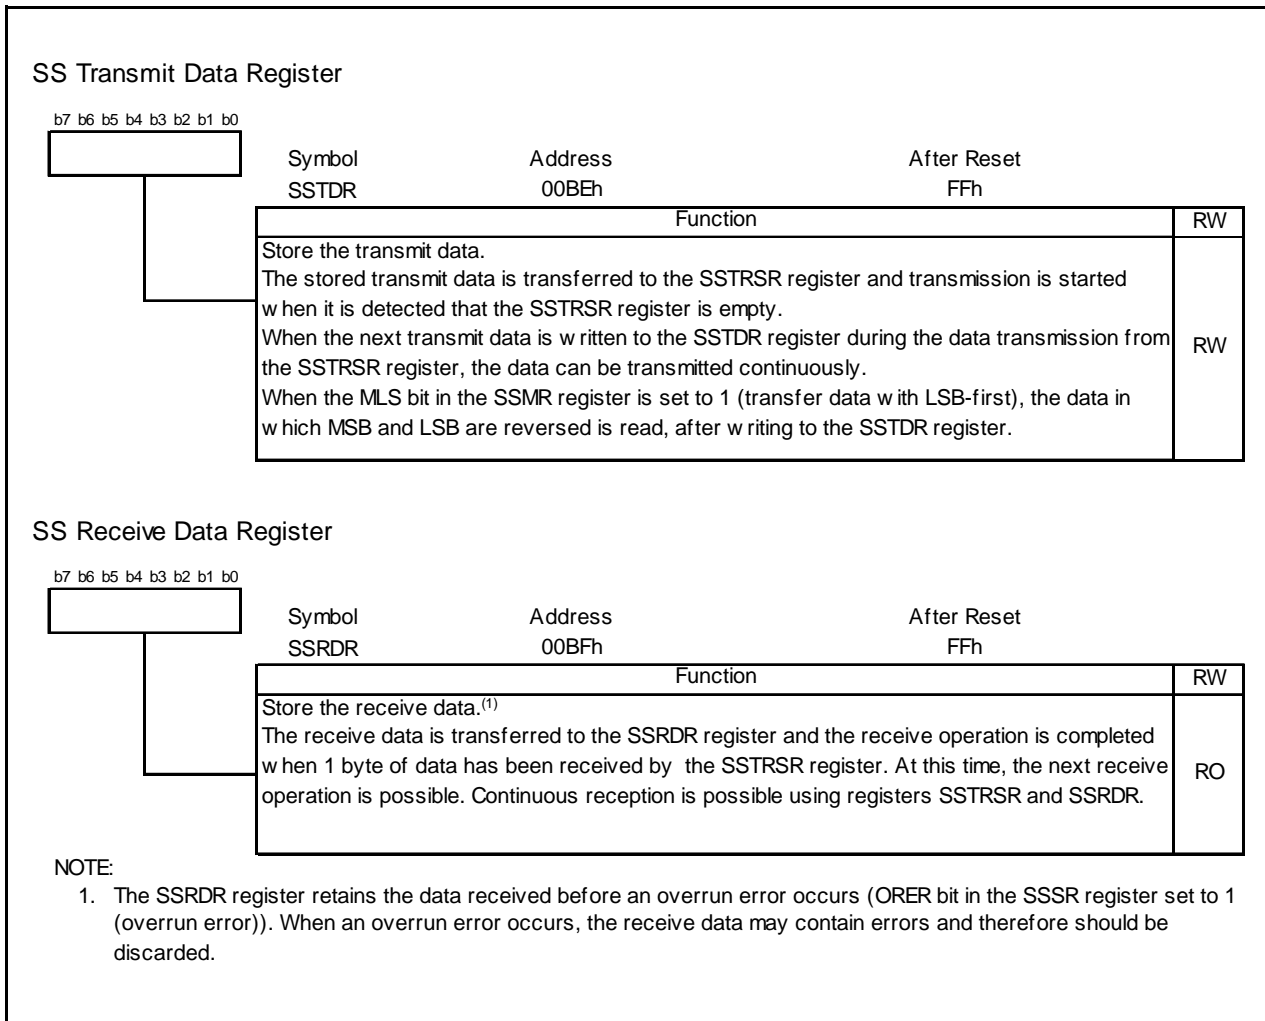 SS Transmit Data Register
b7 b6 b5 b4 b3 b2 b1 b0
Symbol Address After Reset
SSTDR 00BEh FFh
Function RW
Store the transmit data.
The stored transmit data is transferred to the SSTRSR register and transmission is started
when it is detected that the SSTRSR register is empty.
When the next transmit data is written to the SSTDR register during the data transmission from
the SSTRSR register, the data can be transmitted continuously.
When the MLS bit in the SSMR register is set to 1 (transfer data with LSB-first), the data in
which MSB and LSB are reversed is read, after writing to the SSTDR register.
RW
SS Receive Data Register
b7 b6 b5 b4 b3 b2 b1 b0
Symbol Address After Reset
SSRDR 00BFh FFh
Function RW
Store the receive data.(1)
The receive data is transferred to the SSRDR register and the receive operation is completed
when 1 byte of data has been received by the SSTRSR register. At this time, the next receive
operation is possible. Continuous reception is possible using registers SSTRSR and SSRDR.
RO
NOTE:
1. The SSRDR register retains the data received before an overrun error occurs (ORER bit in the SSSR register set to 1
(overrun error)). When an overrun error occurs, the receive data may contain errors and therefore should be
discarded.